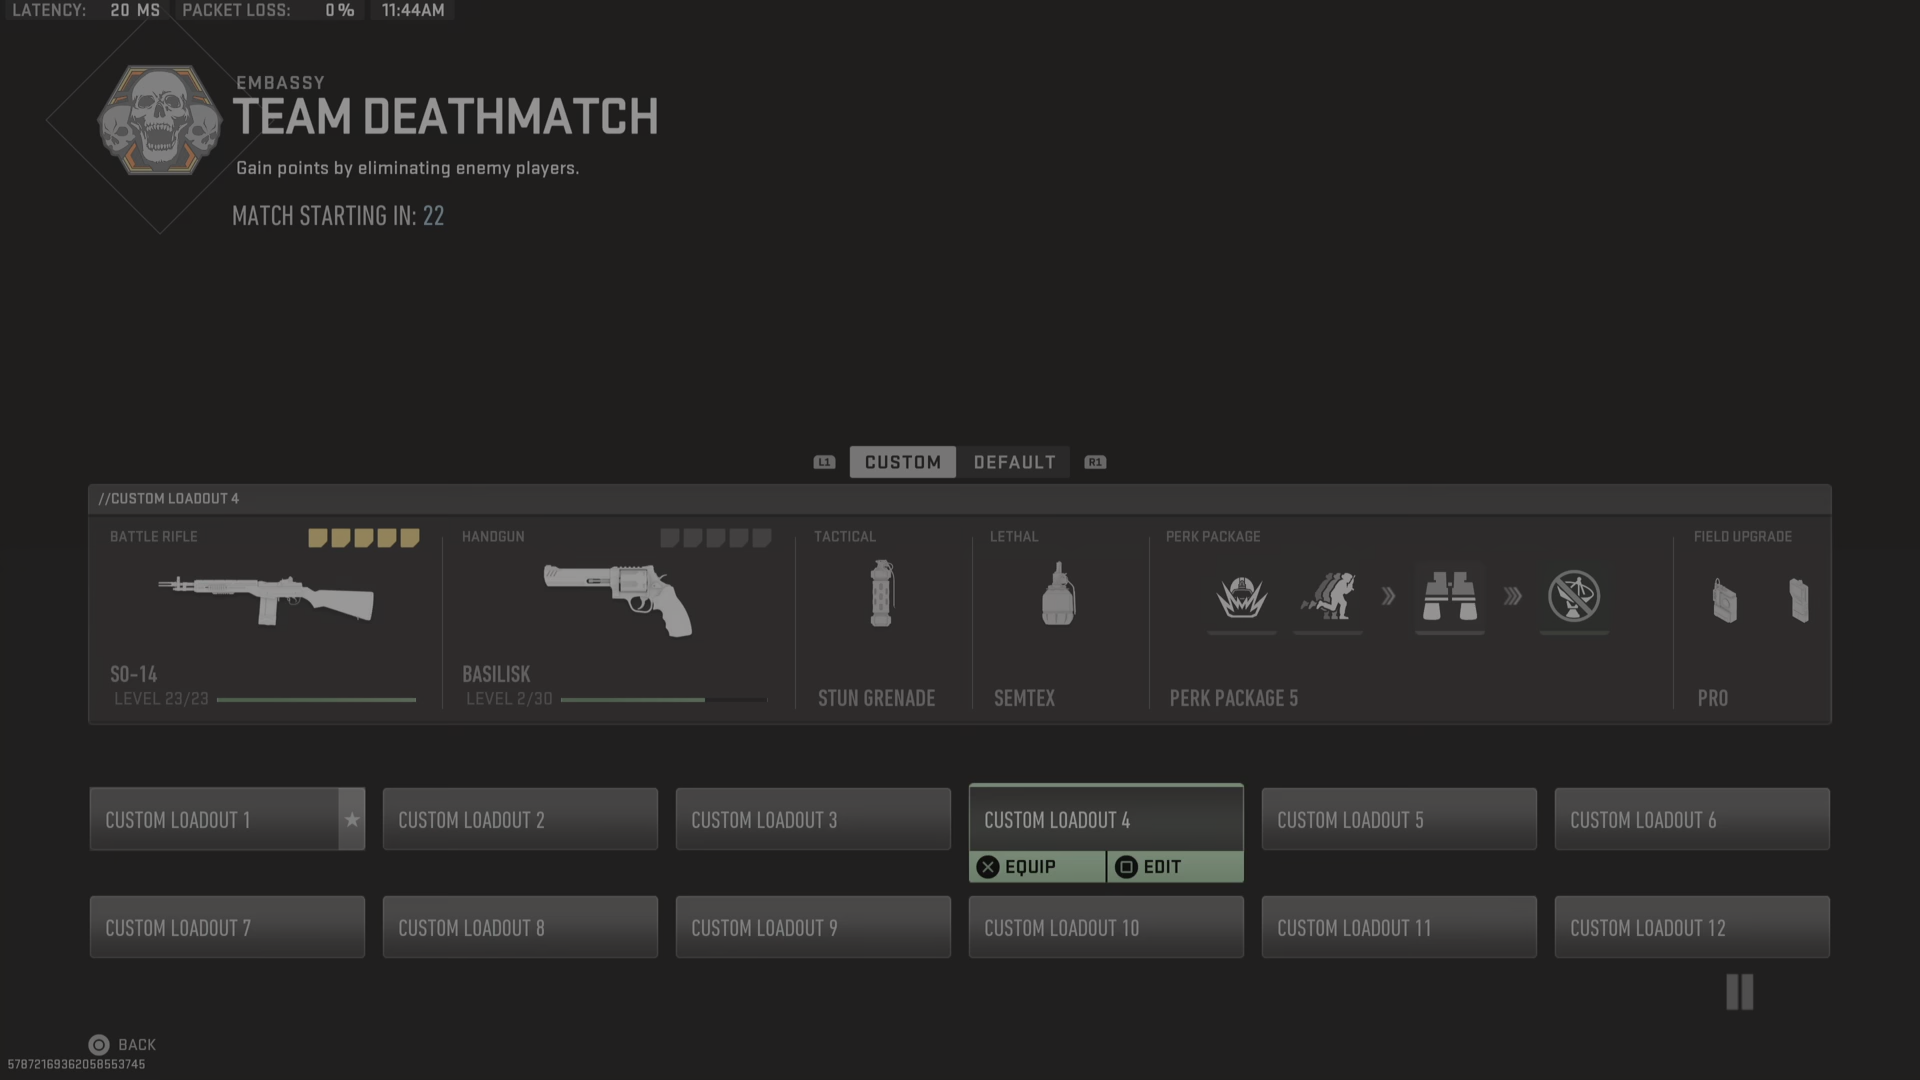 LATENCY: 20 MS PACKET LOSS: 0% 11:44AM
EMBASSY
TEAM DEATHMATCH
Gain points by eliminating enemy players.
MATCH STARTING IN: 22
L1 CUSTOM DEFAULT R1
//CUSTOM LOADOUT 4
BATTLE RIFLE HANDGUN TACTICAL LETHAL PERK PACKAGE FIELD UPGRADE
SO-14 BASILISK
LEVEL 23/23 LEVEL 2/30 STUN GRENADE SEMTEX PERK PACKAGE 5 PRO
CUSTOM LOADOUT 1 CUSTOM LOADOUT 2 CUSTOM LOADOUT 3 CUSTOM LOADOUT 4 CUSTOM LOADOUT 5 CUSTOM LOADOUT 6
EQUIP EDIT
CUSTOM LOADOUT 7 CUSTOM LOADOUT 8 CUSTOM LOADOUT 9 CUSTOM LOADOUT 10 CUSTOM LOADOUT 11 CUSTOM LOADOUT 12
BACK
57872169362058553745